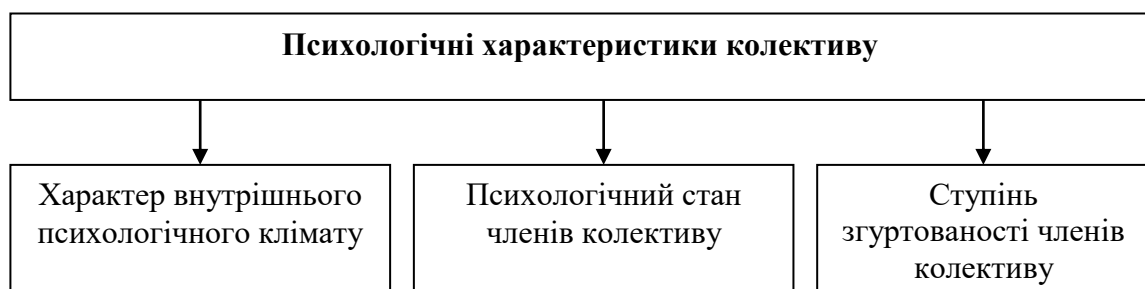 Психологічні характеристики колективу
Характер внутрішнього
психологічного клімату
Психологічний стан
членів колективу
Ступінь
згуртованості членів
колективу